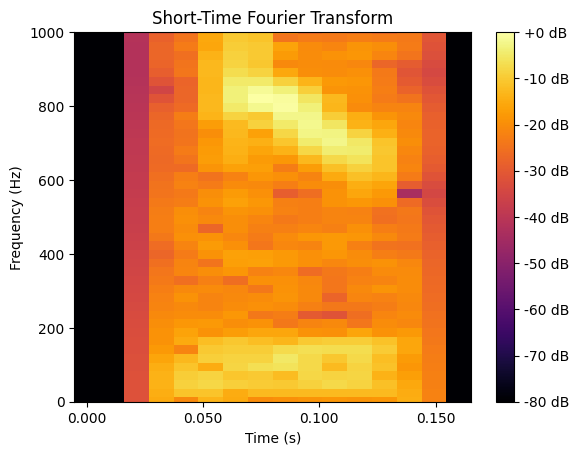 Short-Time Fourier Transform
1000
800
600
400
200
0
Frequency (Hz)
0.000
0.050
0.100
0.150
Time (s)
+0 dB
-10 dB
-20 dB
-30 dB
-40 dB
-50 dB
-60 dB
-70 dB
-80 dB